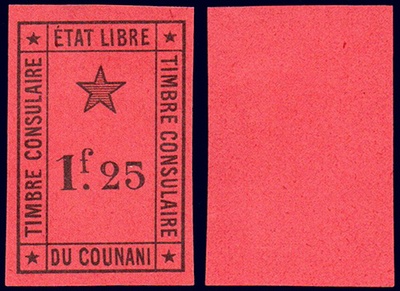 ÉTAT LIBRE
TIMBRE CONSULAIRE
TIMBRE CONSULAIRE
1f. 25
DU COUNANI